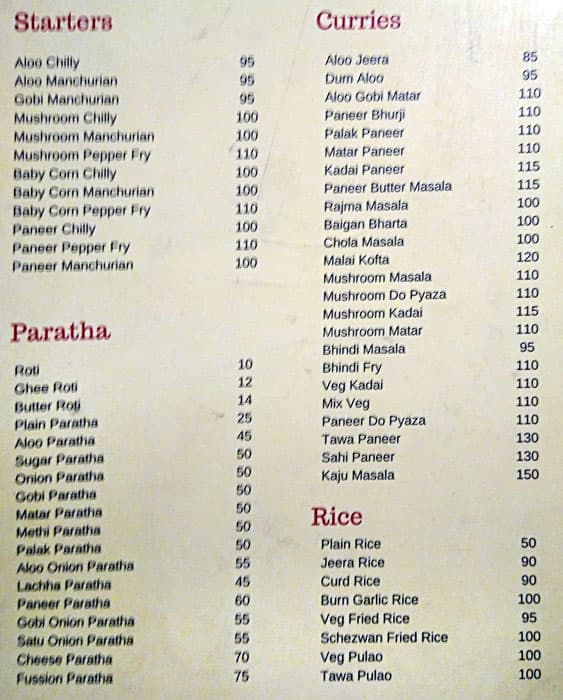 Starters
Aloo Chilly 95
Aloo Manchurian 95
Gobi Manchurian 95
Mushroom Chilly 100
Mushroom Manchurian 100
Mushroom Pepper Fry 110
Baby Corn Chilly 100
Baby Corn Manchurian 100
Baby Corn Pepper Fry 110
Paneer Chilly 100
Paneer Pepper Fry 110
Paneer Manchurian 100
Paratha
Roti 10
Ghee Roti 12
Butter Roti 14
Plain Paratha 25
Aloo Paratha 45
Sugar Paratha 50
Onion Paratha 50
Gobi Paratha 50
Matar Paratha 50
Methi Paratha 50
Palak Paratha 50
Aloo Onion Paratha 55
Lachha Paratha 45
Paneer Paratha 60
Gobi Onion Paratha 55
Satu Onion Paratha 55
Cheese Paratha 70
Fussion Paratha 75
Curries
Aloo Jeera 85
Dum Aloo 95
Aloo Gobi Matar 110
Paneer Bhurji 110
Palak Paneer 110
Matar Paneer 110
Kadai Paneer 115
Paneer Butter Masala 115
Rajma Masala 100
Baigan Bharta 100
Chola Masala 100
Malai Kofta 120
Mushroom Masala 110
Mushroom Do Pyaza 110
Mushroom Kadai 115
Mushroom Matar 110
Bhindi Masala 95
Bhindi Fry 110
Veg Kadai 110
Mix Veg 110
Paneer Do Pyaza 110
Tawa Paneer 130
Sahi Paneer 130
Kaju Masala 150
Rice
Plain Rice 50
Jeera Rice 90
Curd Rice 90
Burn Garlic Rice 100
Veg Fried Rice 95
Schezwan Fried Rice 100
Veg Pulao 100
Tawa Pulao 100